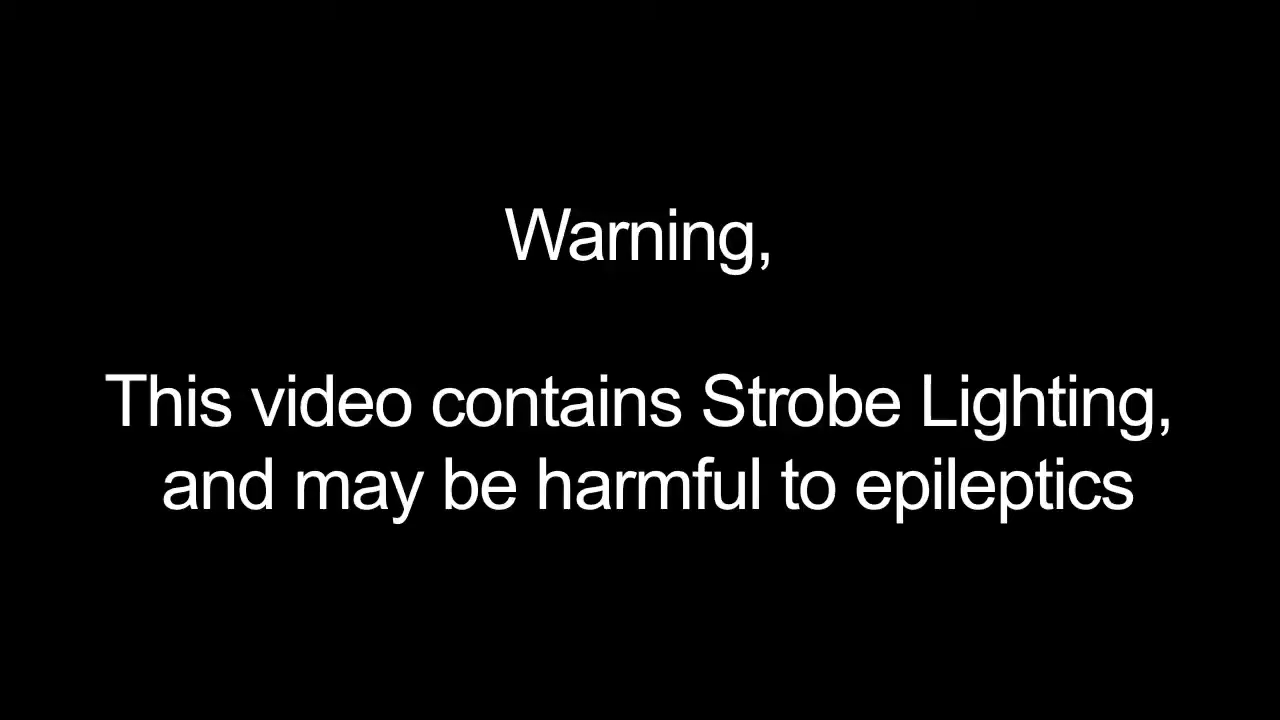 Warning,
This video contains Strobe Lighting,
and may be harmful to epileptics